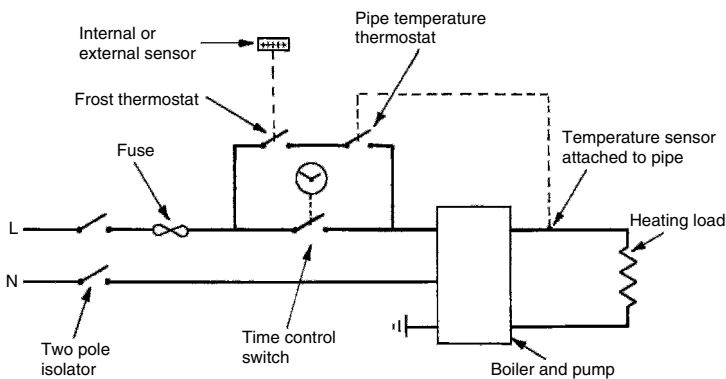 Internal or
external sensor
Pipe temperature
thermostat
Frost thermostat
Fuse
Temperature sensor
attached to pipe
Heating load
L
N
Two pole
isolator
Time control
switch
Boiler and pump